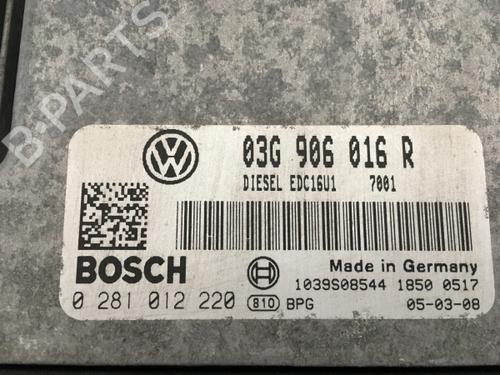 B-PARTS
03G 906 016 R
DIESEL EDC16U1 7001
BOSCH
0 281 012 220
810 BPG
Made in Germany
1039S08544 1850 0517
05-03-08